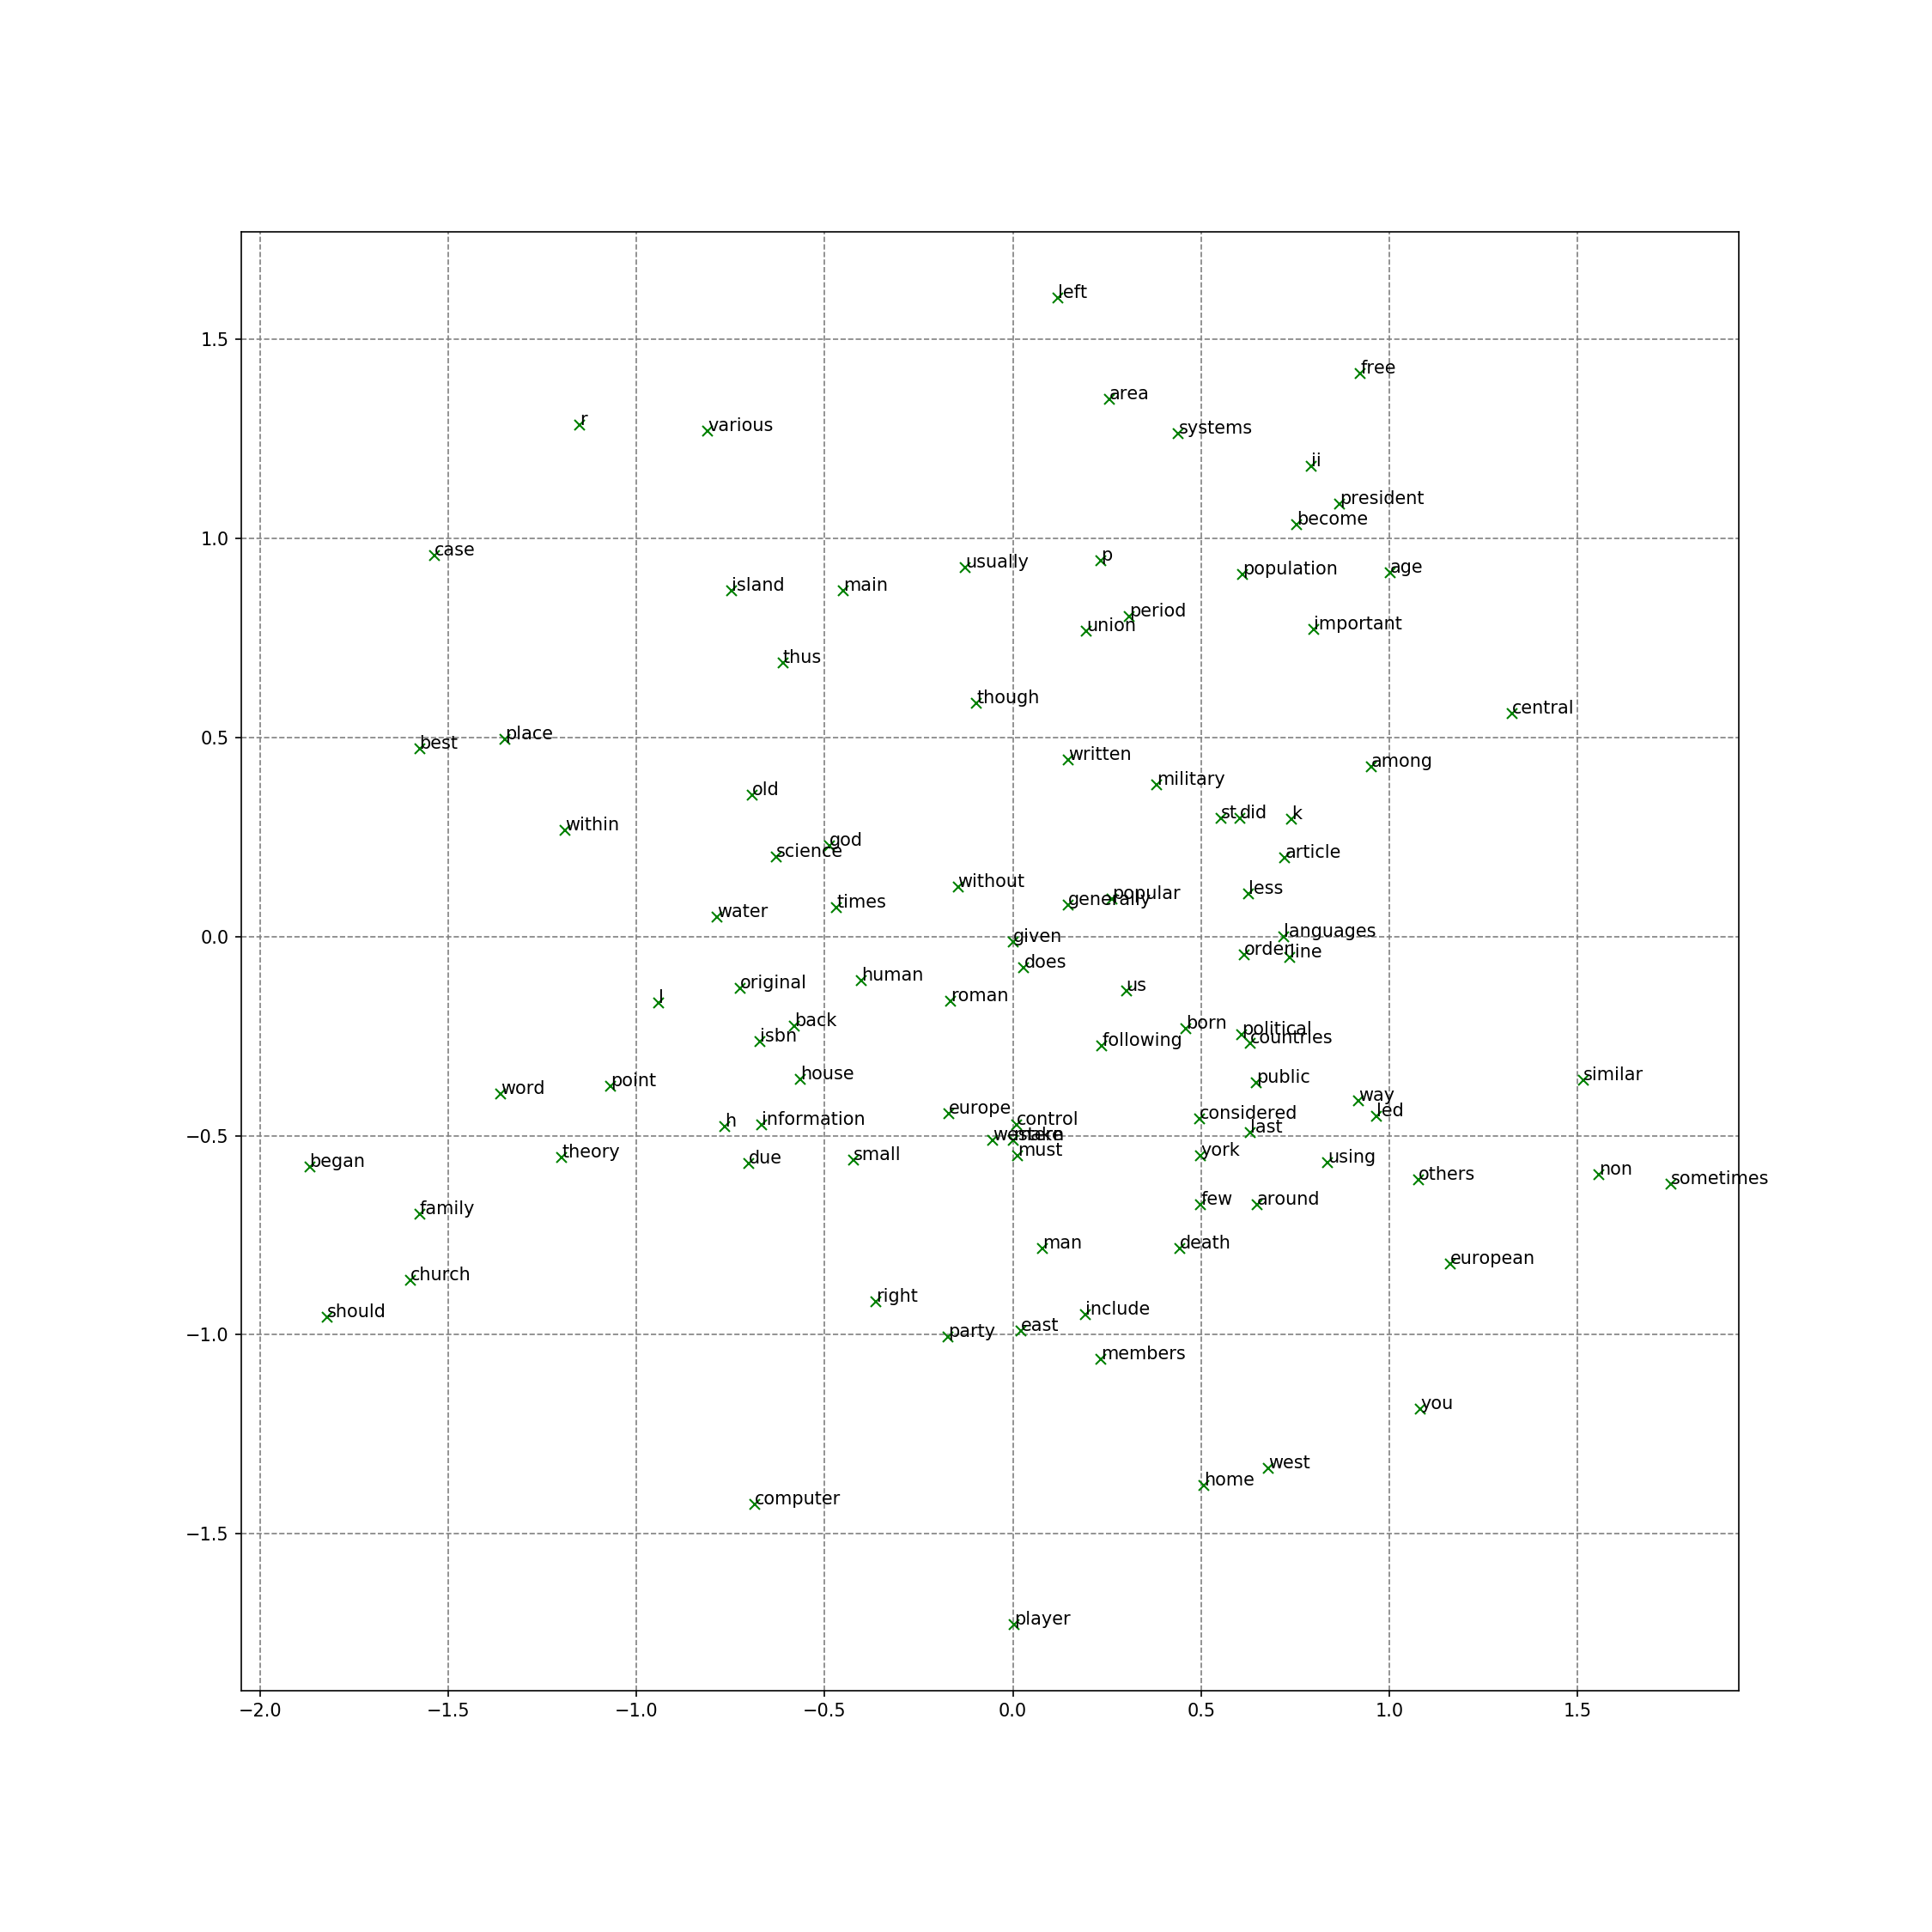 left
1.5
free
area
r
various
systems
ii
president
become
1.0
case
usually
p
population
age
island
main
period
union
important
thus
though
central
0.5
best
place
written
among
military
old
st
did
k
within
god
science
article
without
popular
generally
less
times
water
0.0
given
languages
order
line
does
human
original
us
l
roman
back
born
political
isbn
countries
following
house
public
similar
point
word
way
europe
led
considered
h
information
control
last
−0.5
western
must
york
theory
small
due
using
began
others
non
sometimes
few
around
family
man
death
european
church
right
include
should
east
party
−1.0
members
you
west
home
computer
−1.5
player
−2.0 −1.5 −1.0 −0.5 0.0 0.5 1.0 1.5